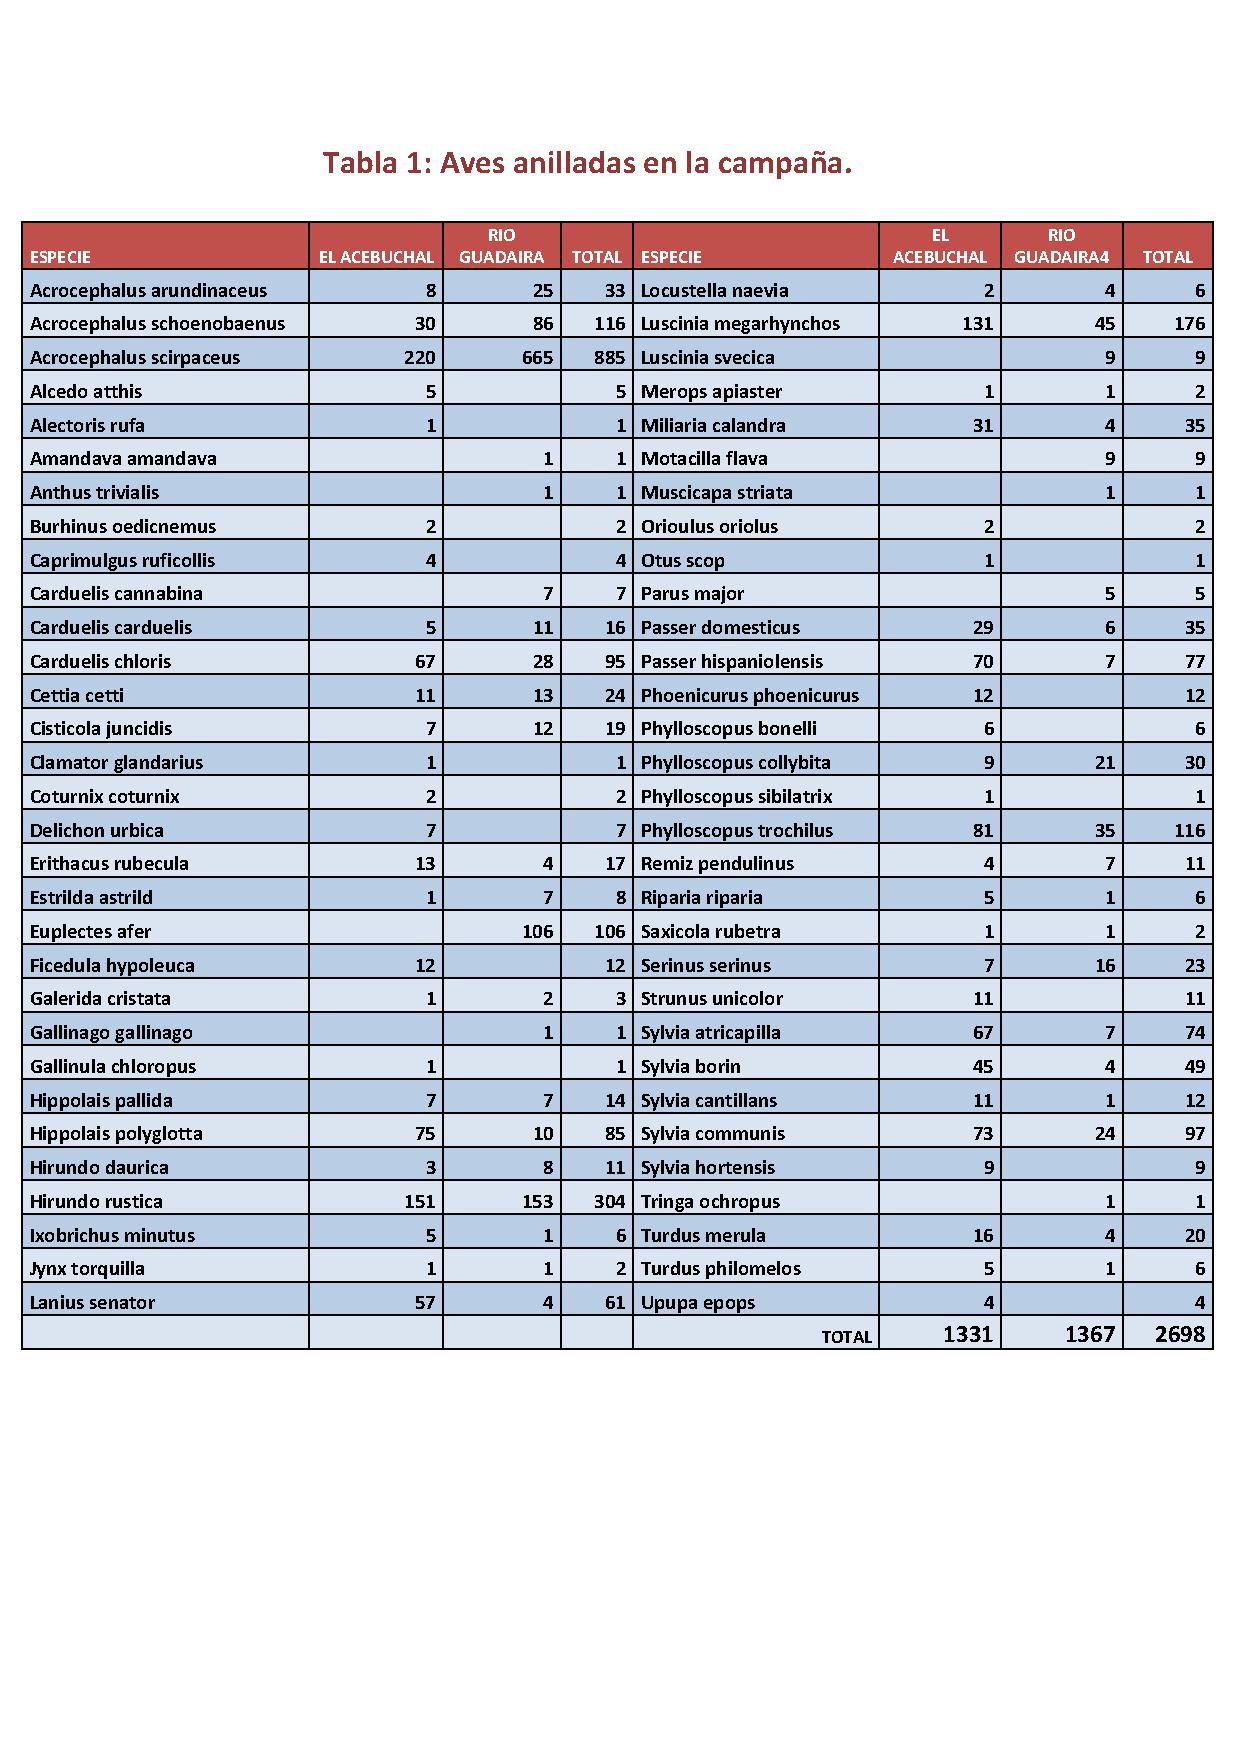 Tabla 1: Aves anilladas en la campaña.
ESPECIE EL ACEBUCHAL RIO GUADAIRA TOTAL ESPECIE EL ACEBUCHAL RIO GUADAIRA4 TOTAL
Acrocephalus arundinaceus 8 25 33 Locustella naevia 2 4 6
Acrocephalus schoenobaenus 30 86 116 Luscinia megarhynchos 131 45 176
Acrocephalus scirpaceus 220 665 885 Luscinia svecica 9 9
Alcedo atthis 5 5 Merops apiaster 1 1 2
Alectoris rufa 1 1 Miliaria calandra 31 4 35
Amandava amandava 1 1 Motacilla flava 9 9
Anthus trivialis 1 1 Muscicapa striata 1 1
Burhinus oedicnemus 2 2 Orioulus oriolus 2 2
Caprimulgus ruficollis 4 4 Otus scop 1 1
Carduelis cannabina 7 7 Parus major 5 5
Carduelis carduelis 5 11 16 Passer domesticus 29 6 35
Carduelis chloris 67 28 95 Passer hispaniolensis 70 7 77
Cettia cetti 11 13 24 Phoenicurus phoenicurus 12 12
Cisticola juncidis 7 12 19 Phylloscopus bonelli 6 6
Clamator glandarius 1 1 Phylloscopus collybita 9 21 30
Coturnix coturnix 2 2 Phylloscopus sibilatrix 1 1
Delichon urbica 7 7 Phylloscopus trochilus 81 35 116
Erithacus rubecula 13 4 17 Remiz pendulinus 4 7 11
Estrilda astrild 1 7 8 Riparia riparia 5 1 6
Euplectes afer 106 106 Saxicola rubetra 1 1 2
Ficedula hypoleuca 12 12 Serinus serinus 7 16 23
Galerida cristata 1 2 3 Strunus unicolor 11 11
Gallinago gallinago 1 1 Sylvia atricapilla 67 7 74
Gallinula chloropus 1 1 Sylvia borin 45 4 49
Hippolais pallida 7 7 14 Sylvia cantillans 11 1 12
Hippolais polyglotta 75 10 85 Sylvia communis 73 24 97
Hirundo daurica 3 8 11 Sylvia hortensis 9 9
Hirundo rustica 151 153 304 Tringa ochropus 1 1
Ixobrichus minutus 5 1 6 Turdus merula 16 4 20
Jynx torquilla 1 1 2 Turdus philomelos 5 1 6
Lanius senator 57 4 61 Upupa epops 4 4
TOTAL 1331 1367 2698